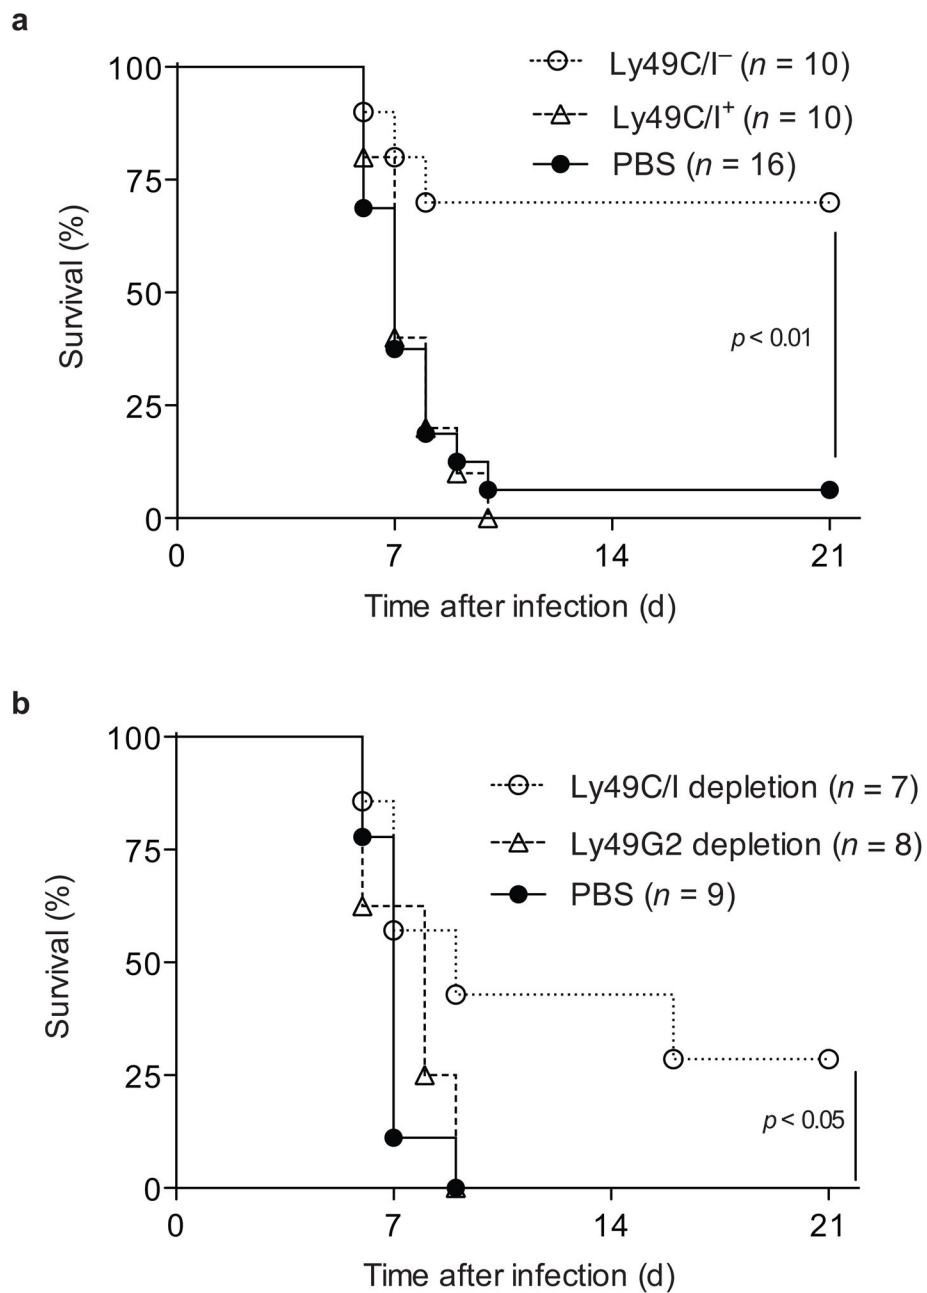 a
Ly49C/I– (n = 10)
Ly49C/I+ (n = 10)
PBS (n = 16)
100
75
50
25
0
Survival (%)
p < 0.01
0 7 14 21
Time after infection (d)
b
Ly49C/I depletion (n = 7)
Ly49G2 depletion (n = 8)
PBS (n = 9)
100
75
50
25
0
Survival (%)
p < 0.05
0 7 14 21
Time after infection (d)